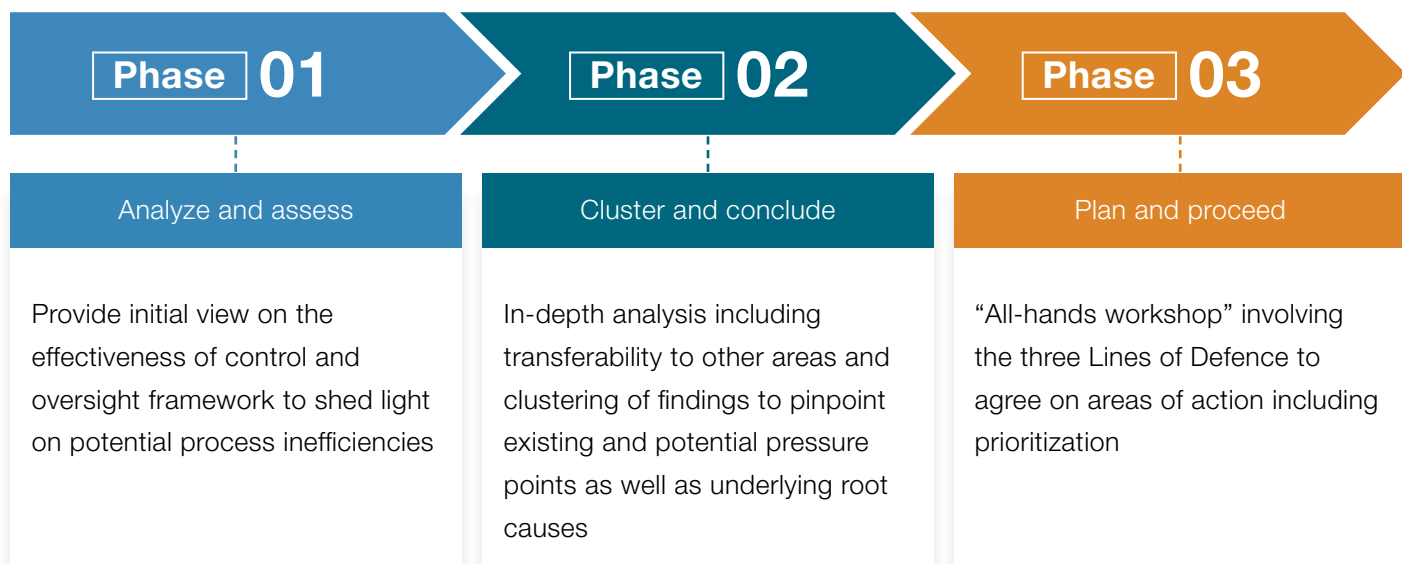 Phase 01
Phase 02
Phase 03
Analyze and assess
Cluster and conclude
Plan and proceed
Provide initial view on the
effectiveness of control and
oversight framework to shed light
on potential process inefficiencies
In-depth analysis including
transferability to other areas and
clustering of findings to pinpoint
existing and potential pressure
points as well as underlying root
causes
“All-hands workshop” involving
the three Lines of Defence to
agree on areas of action including
prioritization